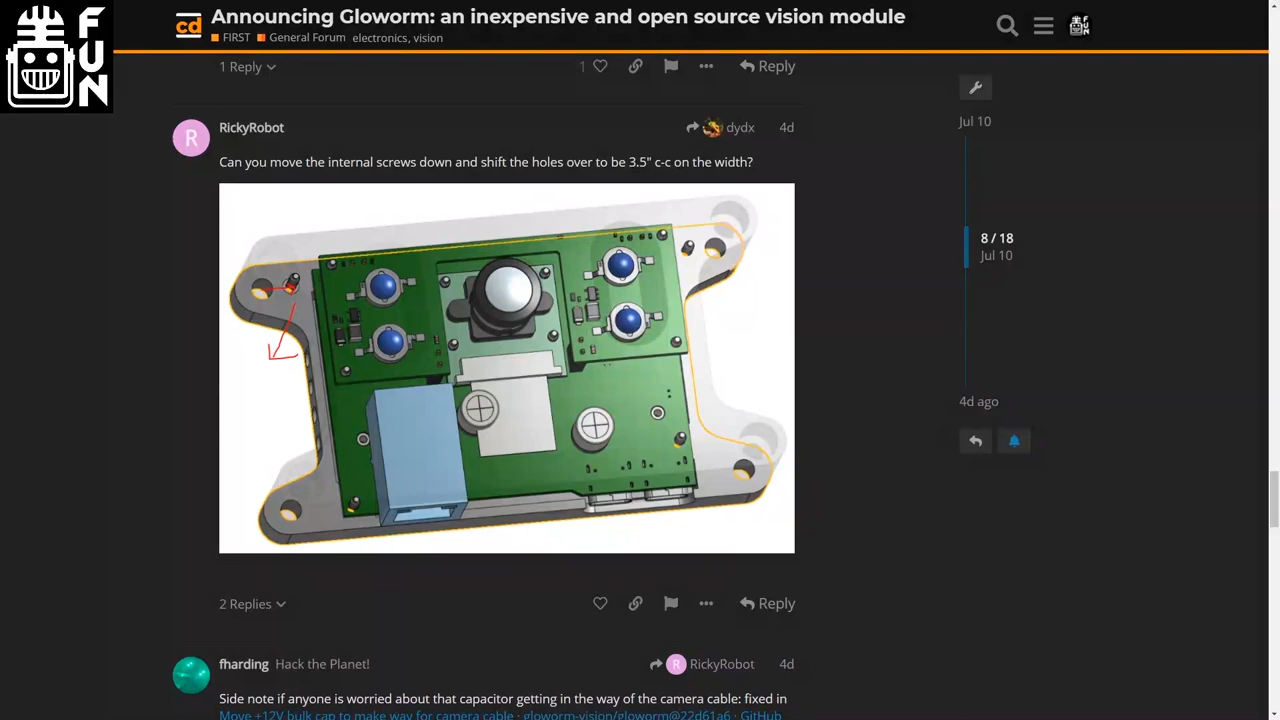 FUN
cd
Announcing Gloworm: an inexpensive and open source vision module
FIRST General Forum electronics, vision
1 Reply
1
Reply
R
RickyRobot
dydx
4d
Can you move the internal screws down and shift the holes over to be 3.5" c-c on the width?
2 Replies
Reply
fharding Hack the Planet!
R
RickyRobot
4d
Side note if anyone is worried about that capacitor getting in the way of the camera cable: fixed in
Move +12V bulk cap to make way for camera cable · gloworm-vision/gloworm@22d61a6 · GitHub
Jul 10
8 / 18
Jul 10
4d ago